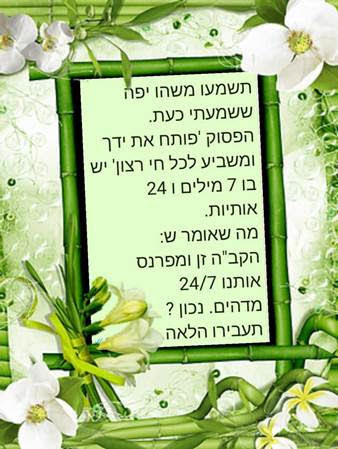 תשמעו משהו יפה
ששמעתי כעת.
הפסוק 'פותח את ידך
ומשביע לכל חי רצון' יש
בו 7 מילים ו 24
אותיות.
מה שאומר ש:
הקב"ה זן ומפרנס
אותנו 24/7
מדהים. נכון ?
תעבירו הלאה